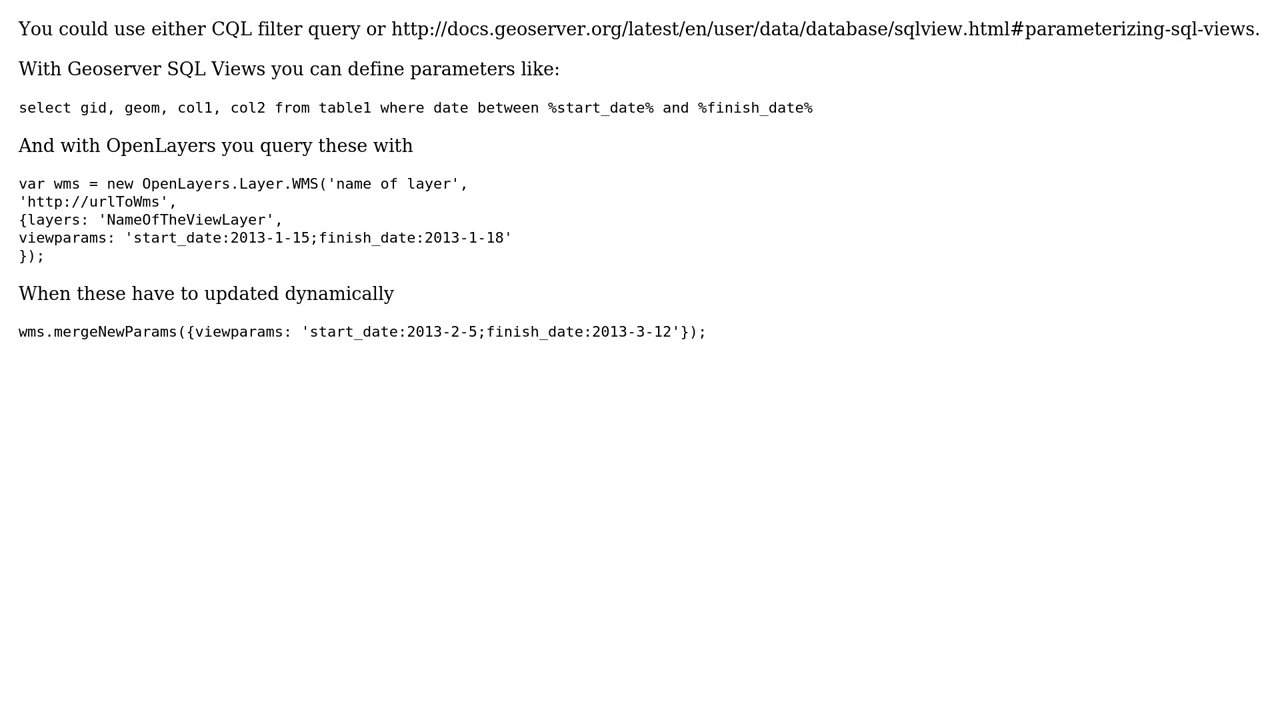 You could use either CQL filter query or http://docs.geoserver.org/latest/en/user/data/database/sqlview.html#parameterizing-sql-views.
With Geoserver SQL Views you can define parameters like:
select gid, geom, col1, col2 from table1 where date between %start_date% and %finish_date%
And with OpenLayers you query these with
var wms = new OpenLayers.Layer.WMS('name of layer',
'http://urlToWms',
{layers: 'NameOfTheViewLayer',
viewparams: 'start_date:2013-1-15;finish_date:2013-1-18'
});
When these have to updated dynamically
wms.mergeNewParams({viewparams: 'start_date:2013-2-5;finish_date:2013-3-12'});